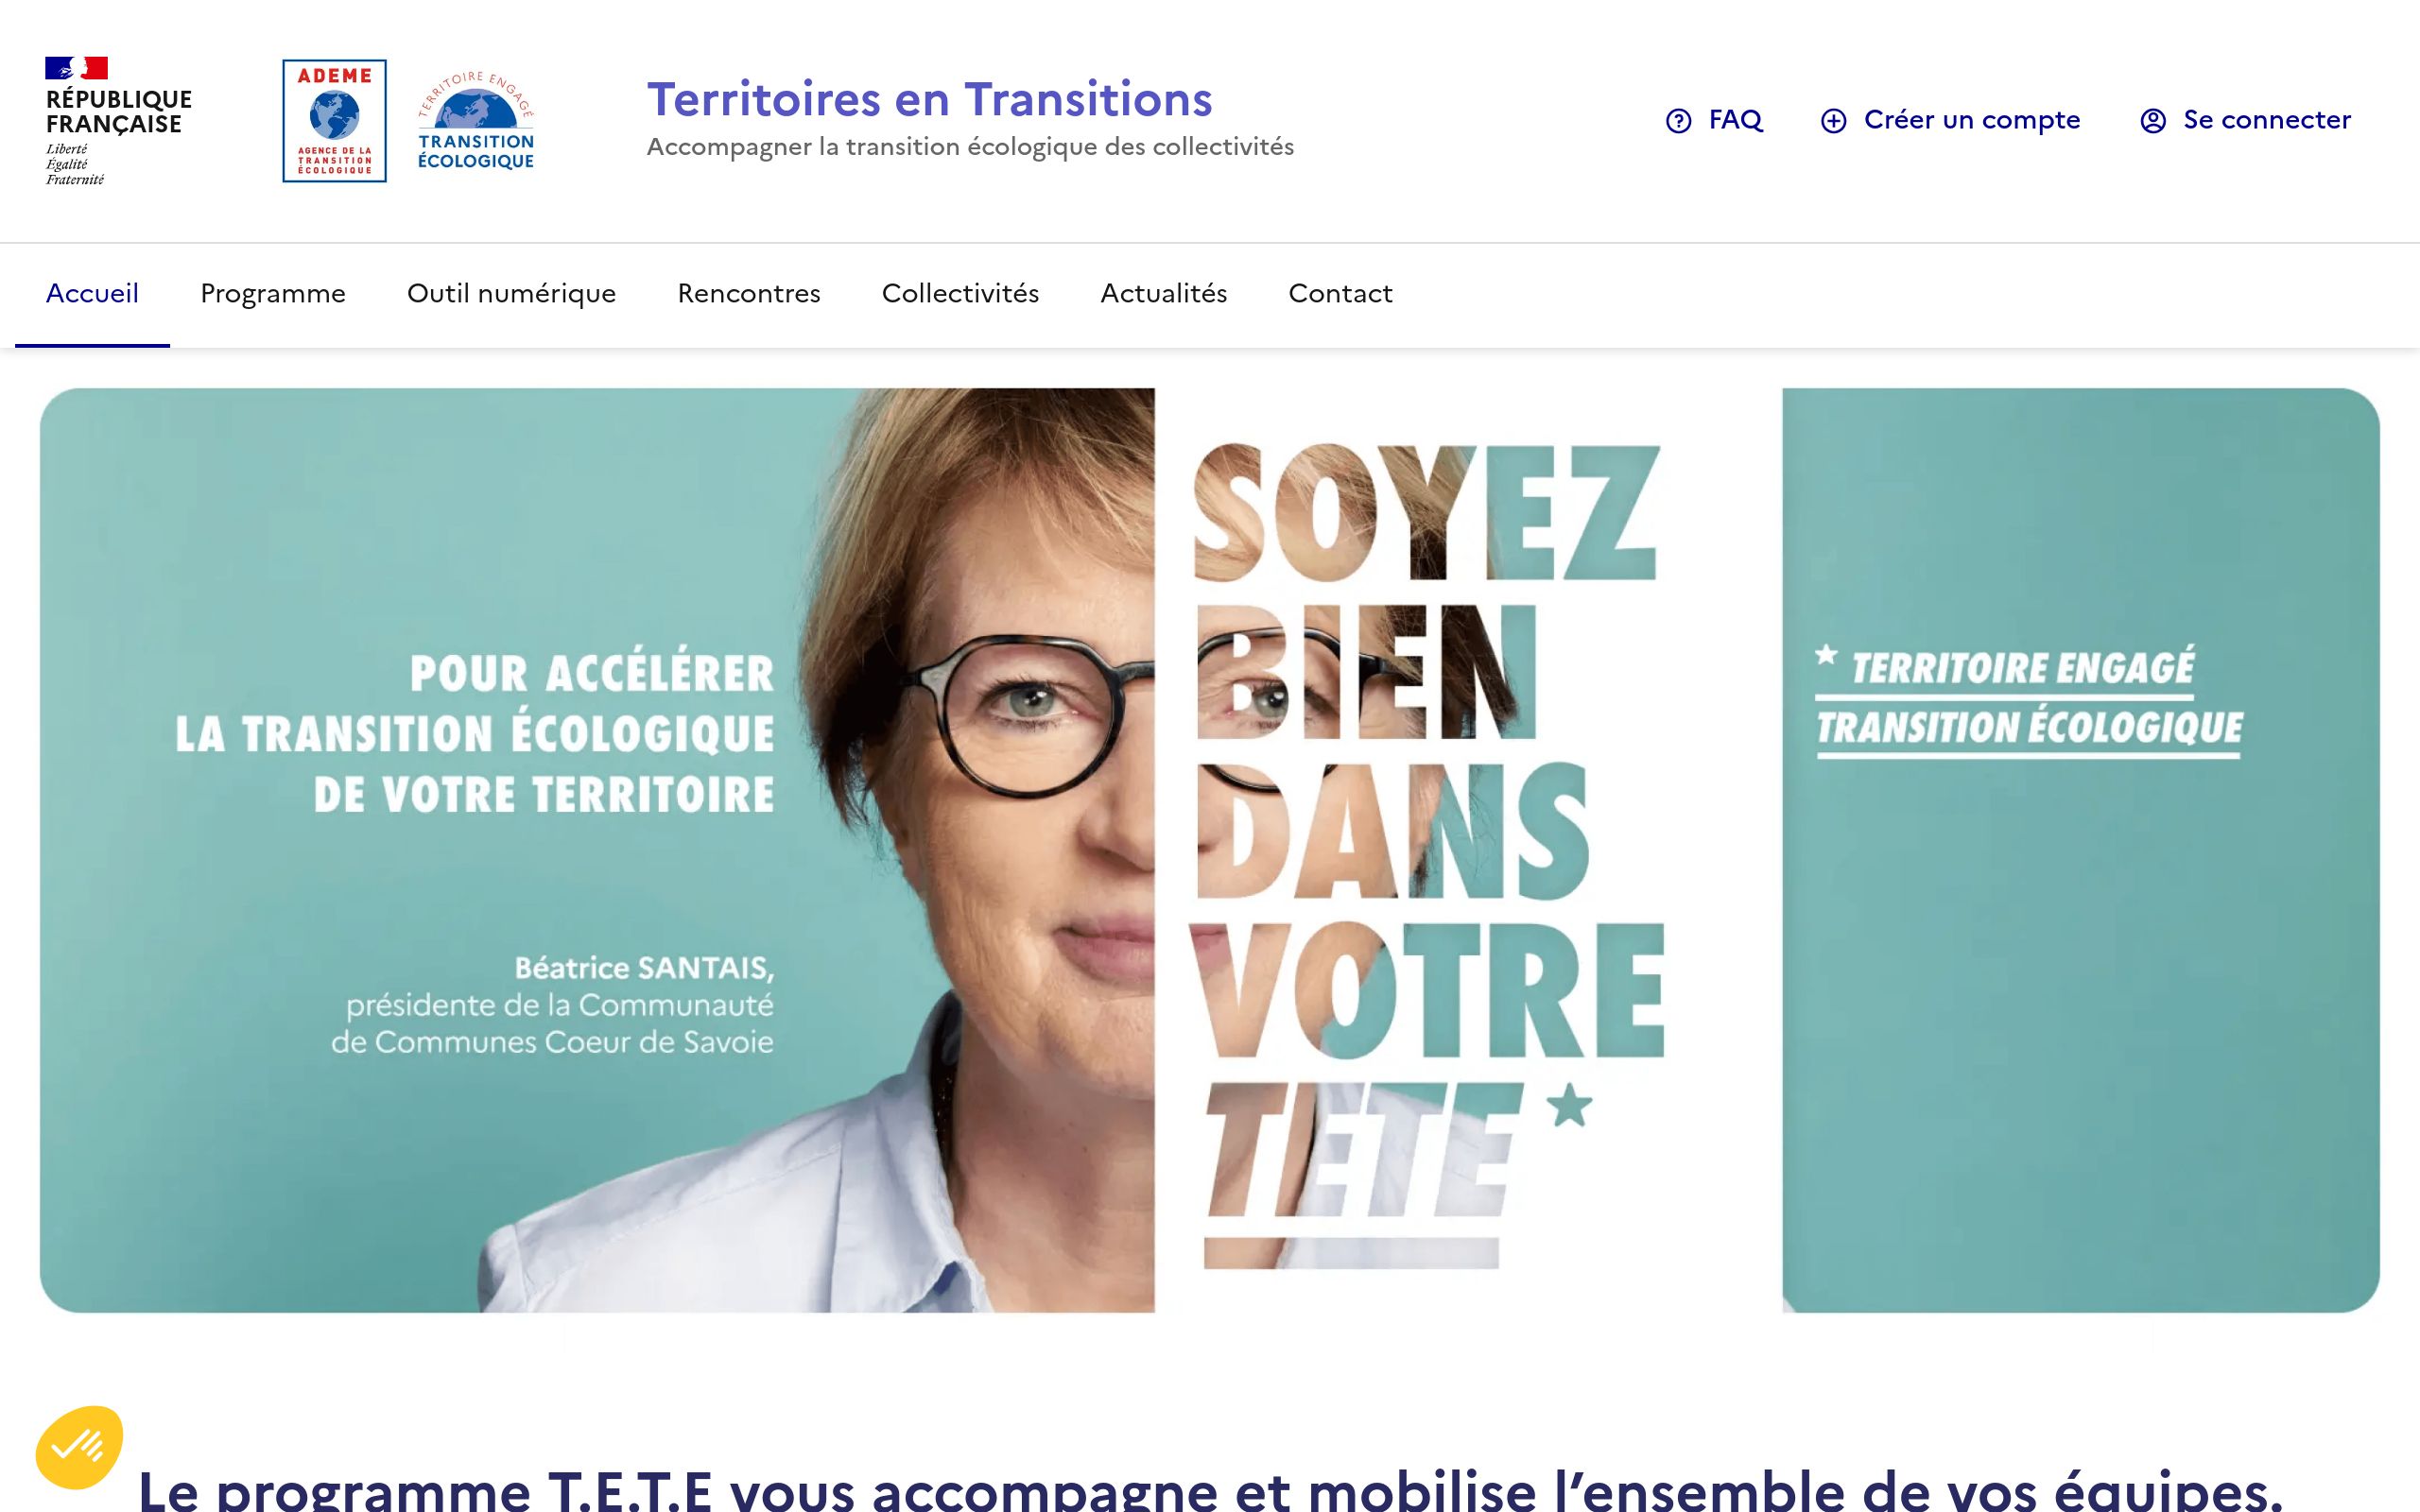 RÉPUBLIQUE
FRANÇAISE
Liberté
Égalité
Fraternité
ADEME
AGENCE DE LA
TRANSITION
ÉCOLOGIQUE
TERRITOIRE ENGAGÉ
TRANSITION
ÉCOLOGIQUE
Territoires en Transitions
Accompagner la transition écologique des collectivités
FAQ
Créer un compte
Se connecter
Accueil
Programme
Outil numérique
Rencontres
Collectivités
Actualités
Contact
POUR ACCÉLÉRER
LA TRANSITION ÉCOLOGIQUE
DE VOTRE TERRITOIRE
Béatrice SANTAIS,
présidente de la Communauté
de Communes Coeur de Savoie
SOYEZ
BIEN
DANS
VOTRE
TETE*
* TERRITOIRE ENGAGÉ
TRANSITION ÉCOLOGIQUE
Le programme T.E.T.E vous accompagne et mobilise l’ensemble de vos équipes.